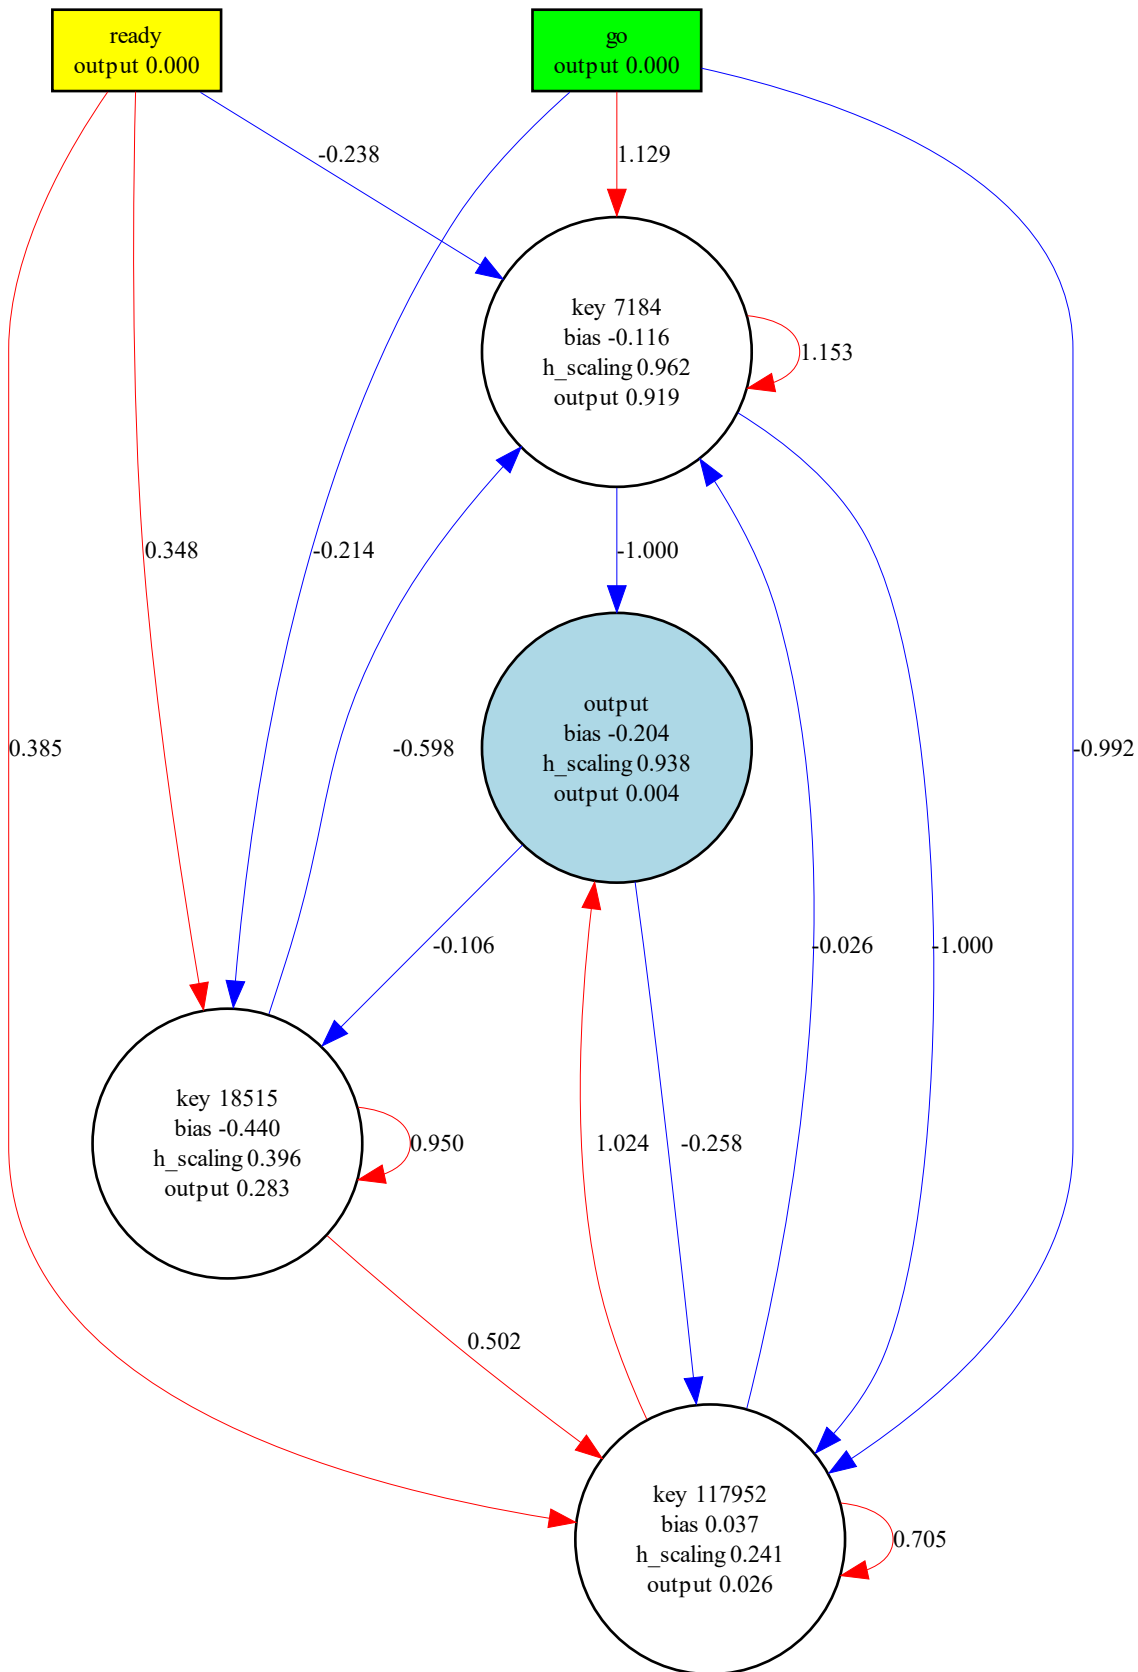 ready
output 0.000
go
output 0.000
-0.238
1.129
key 7184
bias -0.116
h_scaling 0.962
output 0.919
1.153
0.348
-0.214
-1.000
output
bias -0.204
h_scaling 0.938
output 0.004
0.385
-0.598
-0.992
-0.106
-0.026
-1.000
key 18515
bias -0.440
h_scaling 0.396
output 0.283
0.950
1.024
-0.258
0.502
key 117952
bias 0.037
h_scaling 0.241
output 0.026
0.705